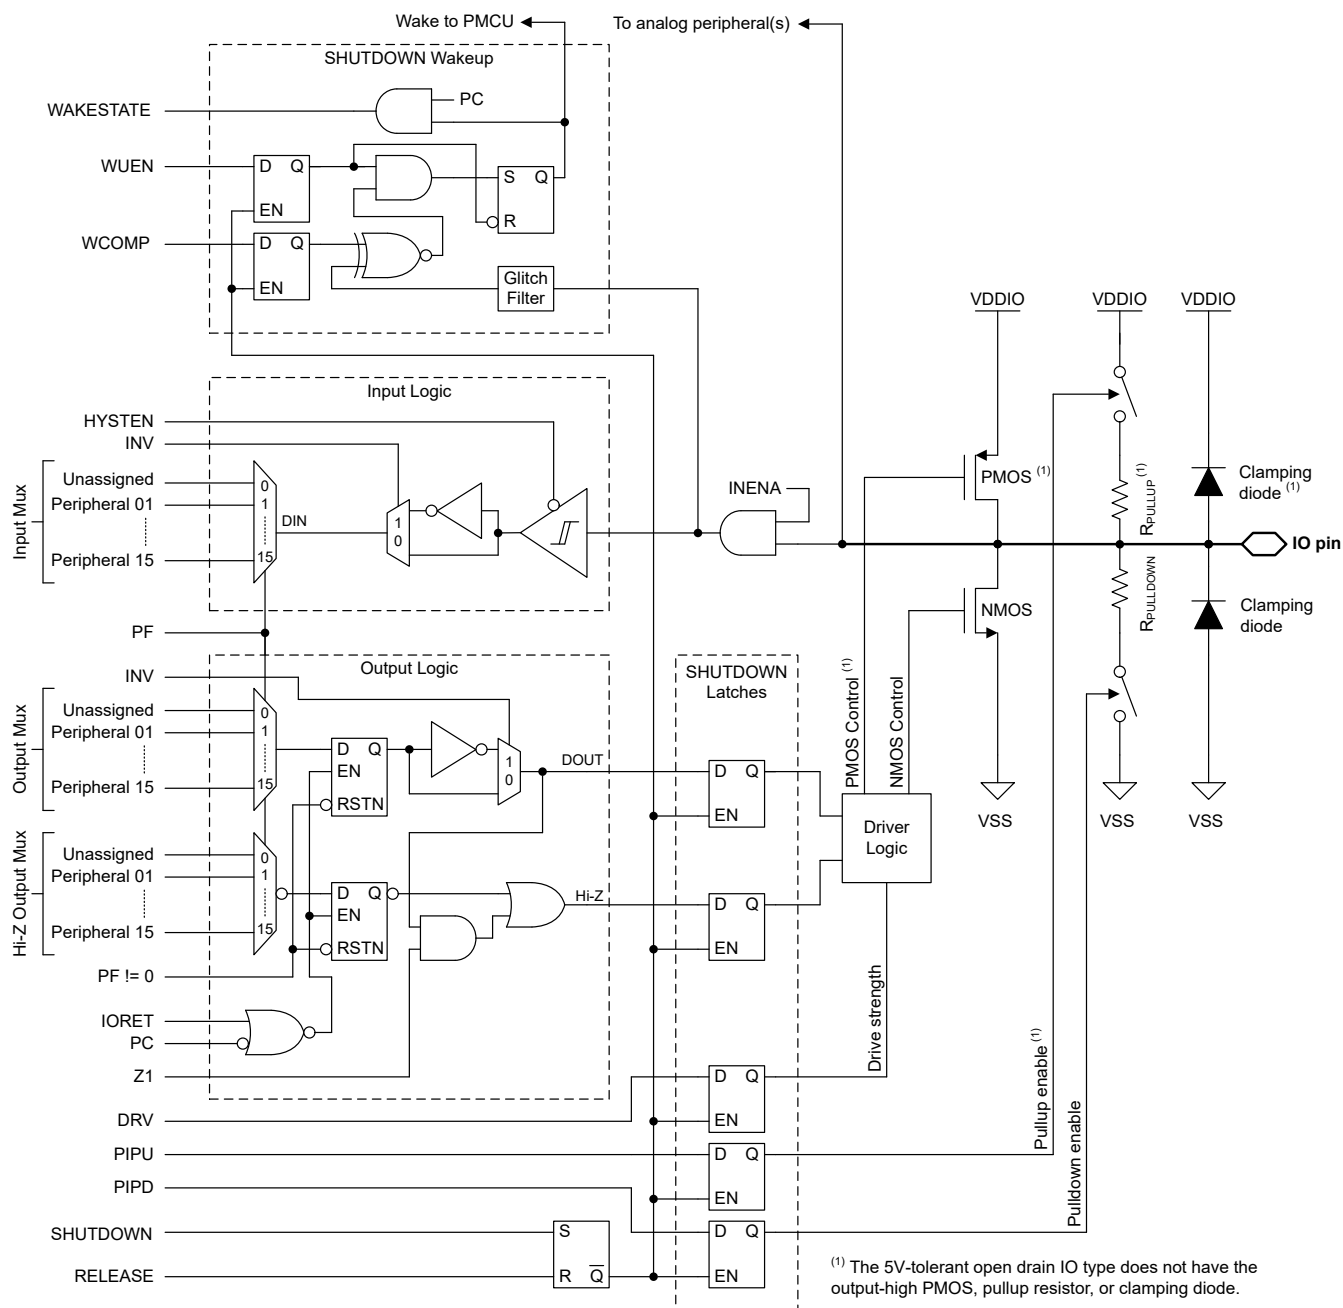 Wake to PMCU
To analog peripheral(s)
SHUTDOWN Wakeup
WAKESTATE
PC
WUEN
D Q
EN
S Q
R
WCOMP
D Q
EN
Glitch
Filter
VDDIO
VDDIO
VDDIO
Input Logic
HYSTEN
INV
Input Mux
Unassigned
Peripheral 01
Peripheral 15
0
1
15
DIN
1
0
INENA
PMOS (1)
RPULLUP (1)
Clamping
diode (1)
IO pin
NMOS
RPULLDOWN
Clamping
diode
PF
Output Logic
INV
SHUTDOWN
Latches
PMOS Control (1)
NMOS Control
Output Mux
Unassigned
Peripheral 01
Peripheral 15
0
1
15
D Q
EN
RSTN
1
0
DOUT
D Q
EN
Driver
Logic
VSS
VSS
VSS
Hi-Z Output Mux
Unassigned
Peripheral 01
Peripheral 15
0
1
15
D Q
EN
RSTN
Hi-Z
D Q
EN
PF != 0
IORET
PC
Z1
Drive strength
DRV
D Q
EN
Pullup enable (1)
Pulldown enable
PIPU
D Q
EN
PIPD
SHUTDOWN
S
D Q
RELEASE
R Q
EN
(1) The 5V-tolerant open drain IO type does not have the
output-high PMOS, pullup resistor, or clamping diode.